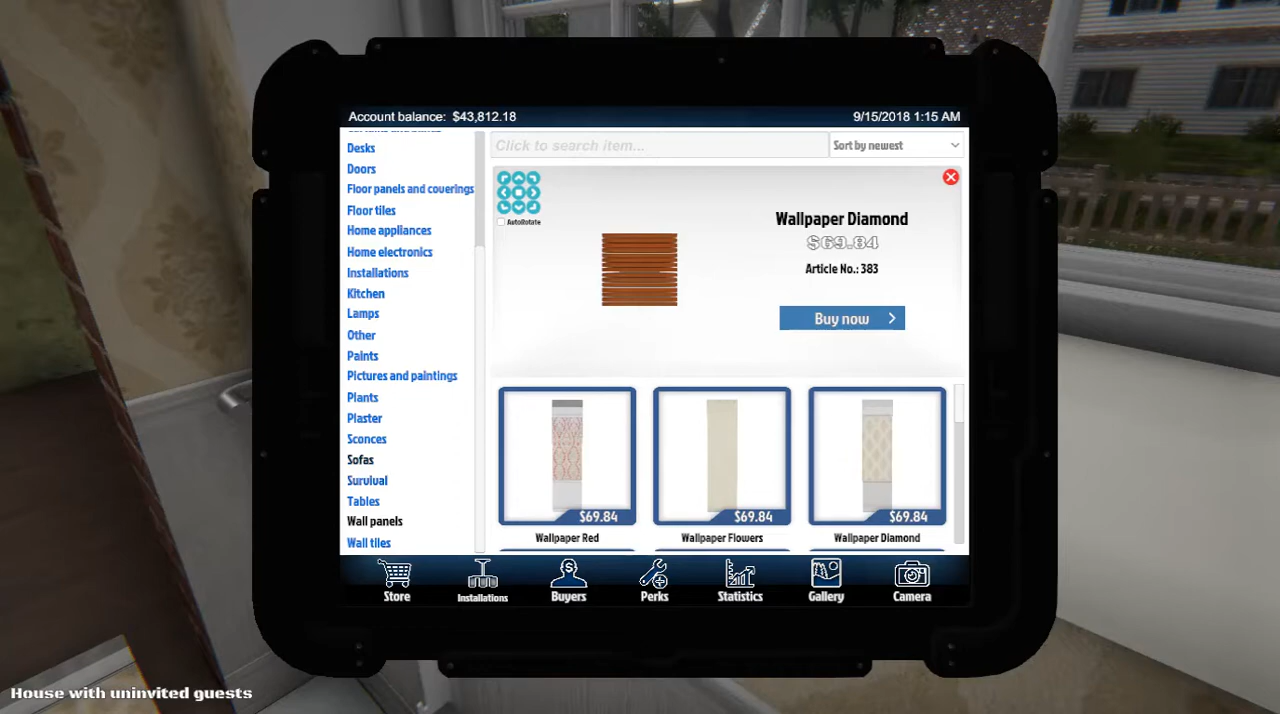 Account balance: $43,812.18
9/15/2018 1:15 AM
Desks
Doors
Floor panels and coverings
Floor tiles
Home appliances
Home electronics
Installations
Kitchen
Lamps
Other
Paints
Pictures and paintings
Plants
Plaster
Sconces
Sofas
Survival
Tables
Wall panels
Wall tiles
Click to search item...
Sort by newest
AutoRotate
Wallpaper Diamond
$69.84
Article No.: 383
Buy now
$69.84
$69.84
$69.84
Wallpaper Red
Wallpaper Flowers
Wallpaper Diamond
Store
Installations
Buyers
Perks
Statistics
Gallery
Camera
House with uninvited guests